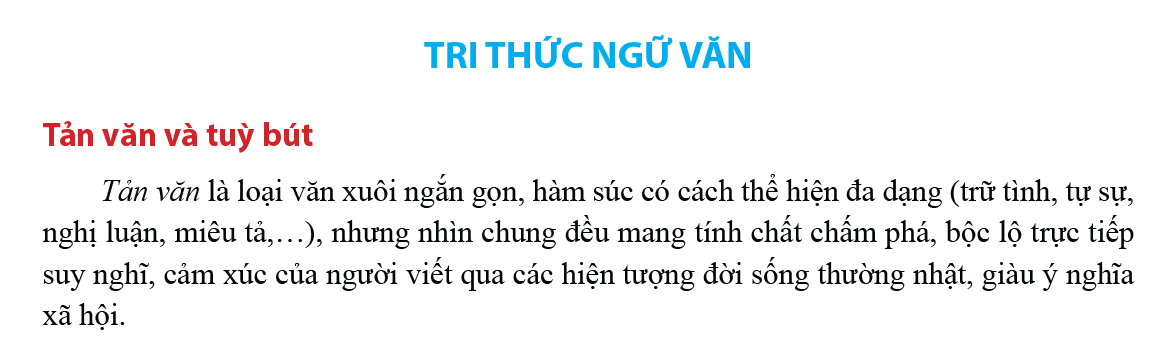 TRI THỨC NGỮ VĂN
Tản văn và tuỳ bút
Tản văn là loại văn xuôi ngắn gọn, hàm súc có cách thể hiện đa dạng (trữ tình, tự sự,
nghị luận, miêu tả,…), nhưng nhìn chung đều mang tính chất chấm phá, bộc lộ trực tiếp
suy nghĩ, cảm xúc của người viết qua các hiện tượng đời sống thường nhật, giàu ý nghĩa
xã hội.